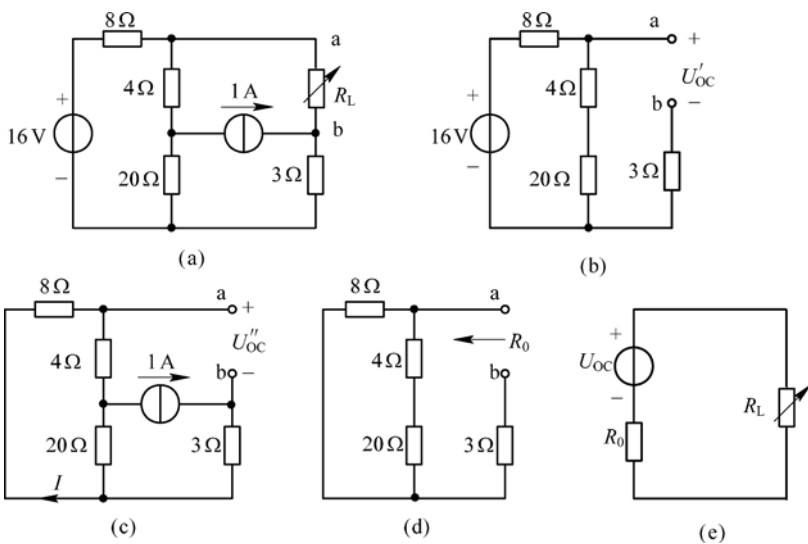 8Ω
a
4Ω
1A
R_L
b
+
16V
−
20Ω
3Ω
(a)
8Ω
a
+
4Ω
U'_OC
b
−
+
16V
−
20Ω
3Ω
(b)
8Ω
a
+
4Ω
1A
U''_OC
b
−
20Ω
3Ω
I
(c)
8Ω
a
4Ω
R_0
b
20Ω
3Ω
(d)
+
U_OC
−
R_L
R_0
(e)